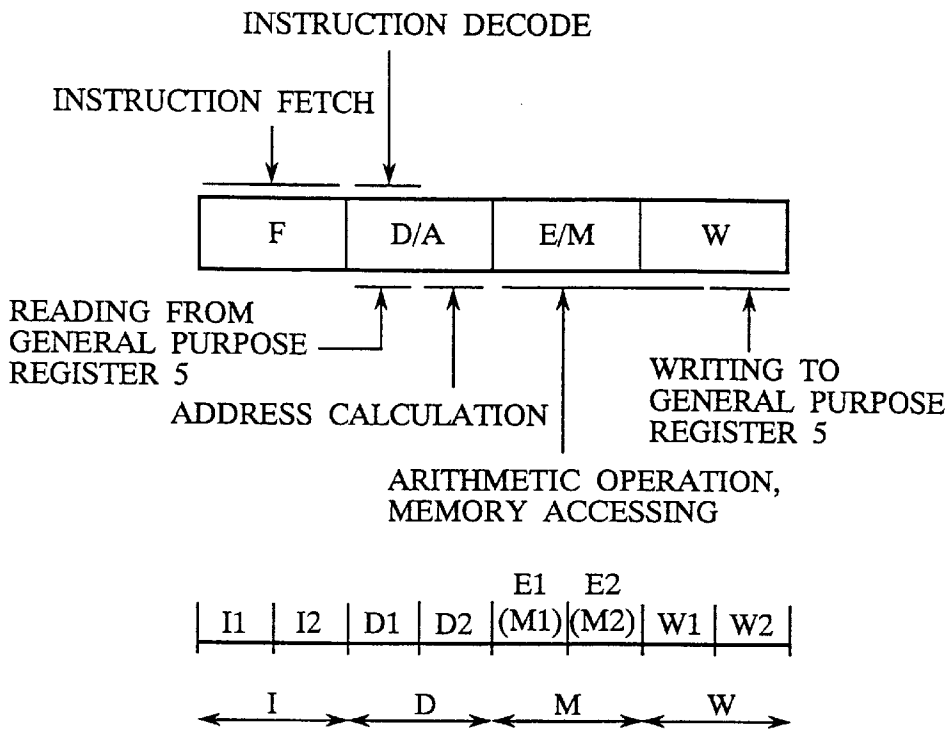 INSTRUCTION DECODE
INSTRUCTION FETCH
F D/A E/M W
READING FROM
GENERAL PURPOSE
REGISTER 5
ADDRESS CALCULATION
WRITING TO
GENERAL PURPOSE
REGISTER 5
ARITHMETIC OPERATION,
MEMORY ACCESSING
E1 E2
I1 I2 D1 D2 (M1) (M2) W1 W2
I D M W